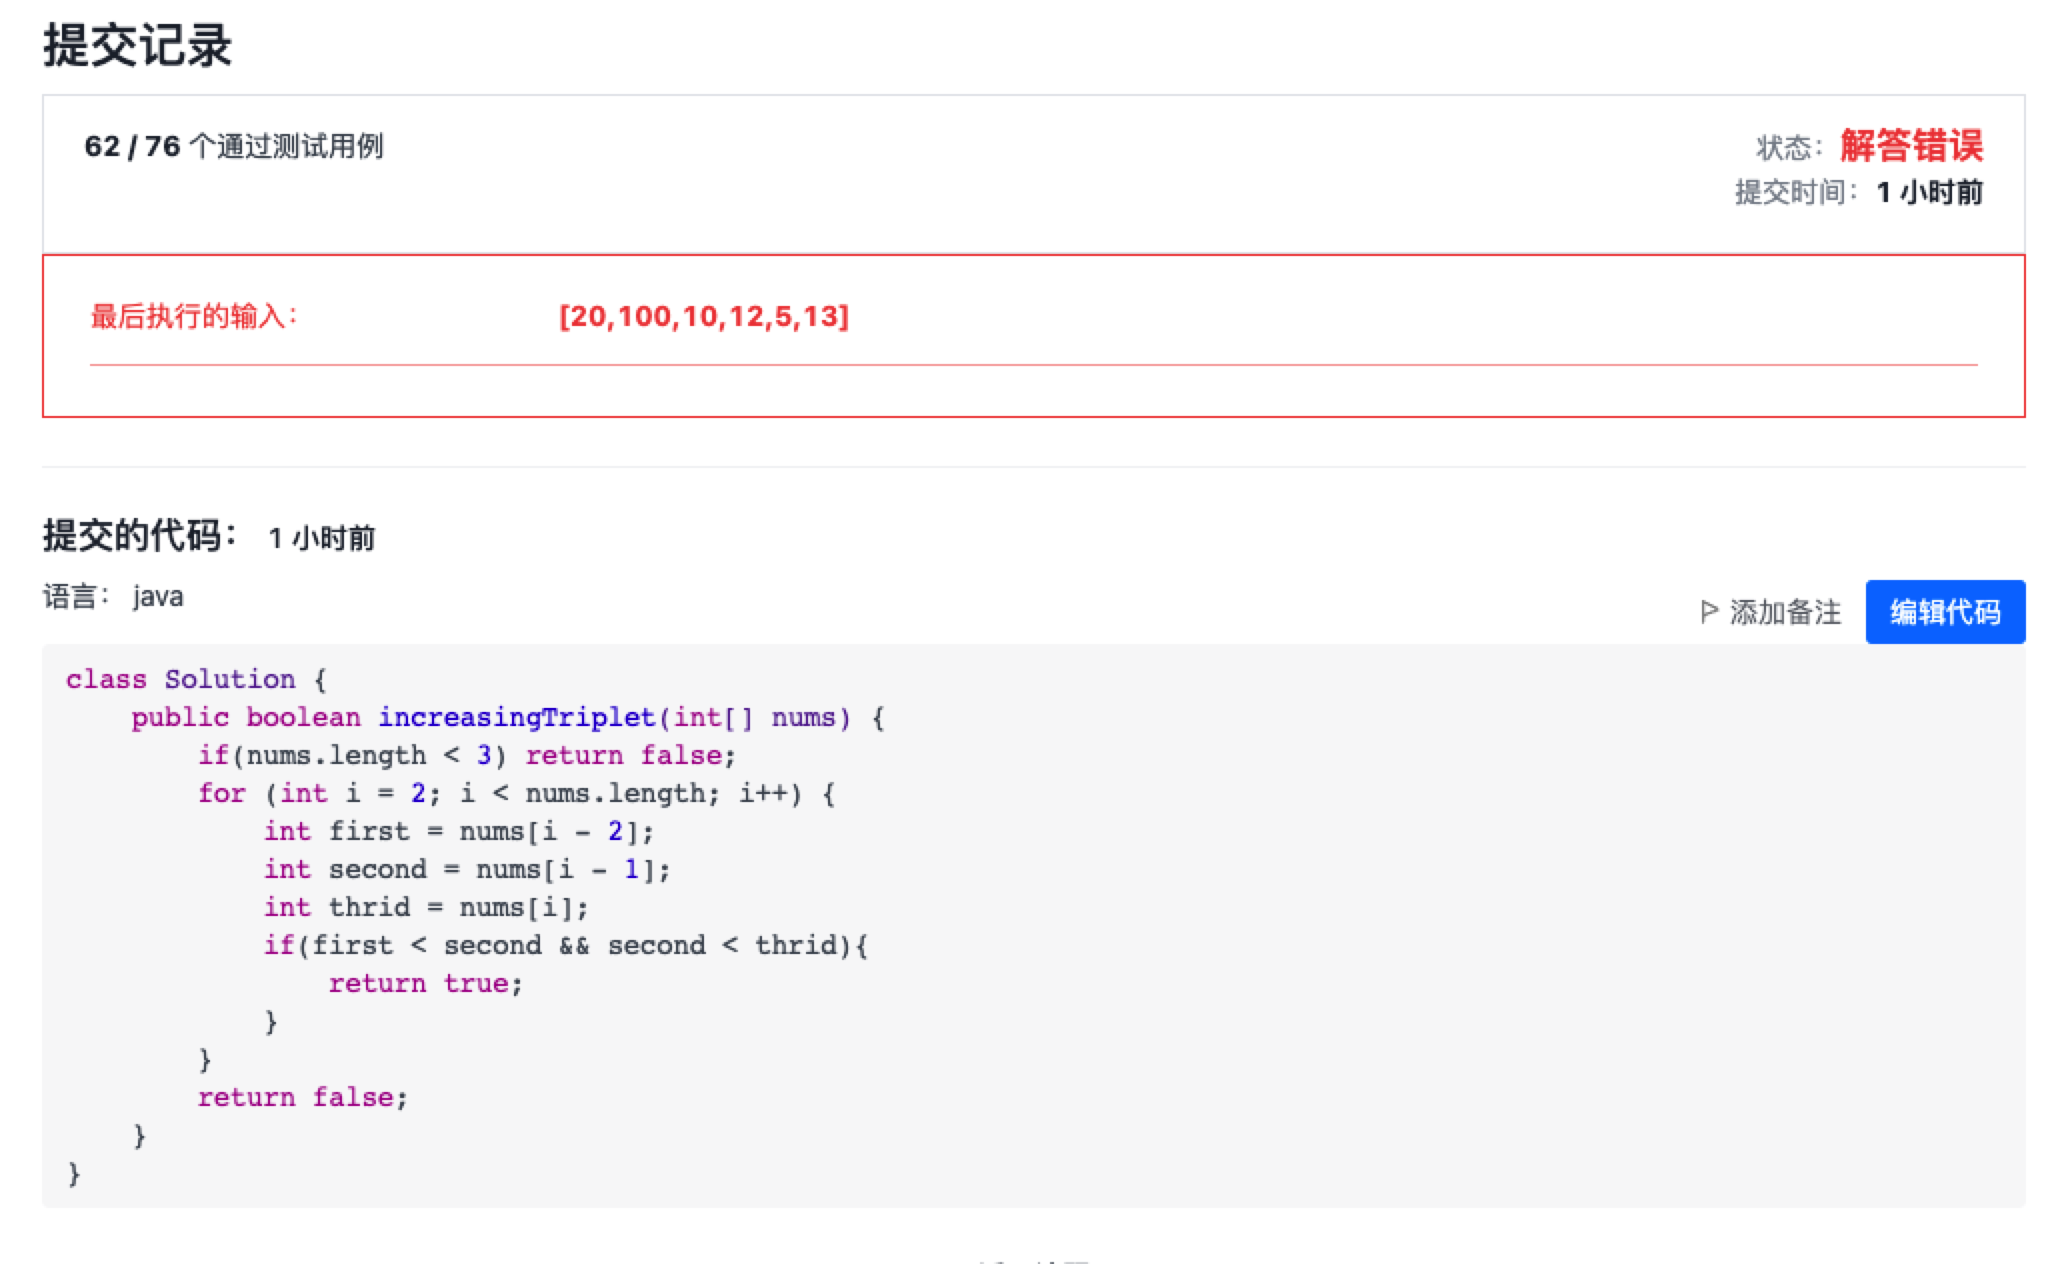 提交记录
62 / 76 个通过测试用例
状态： 解答错误
提交时间： 1 小时前
最后执行的输入：
[20,100,10,12,5,13]
提交的代码： 1 小时前
语言： java
添加备注
编辑代码
class Solution {
    public boolean increasingTriplet(int[] nums) {
        if(nums.length < 3) return false;
        for (int i = 2; i < nums.length; i++) {
            int first = nums[i - 2];
            int second = nums[i - 1];
            int thrid = nums[i];
            if(first < second && second < thrid){
                return true;
            }
        }
        return false;
    }
}